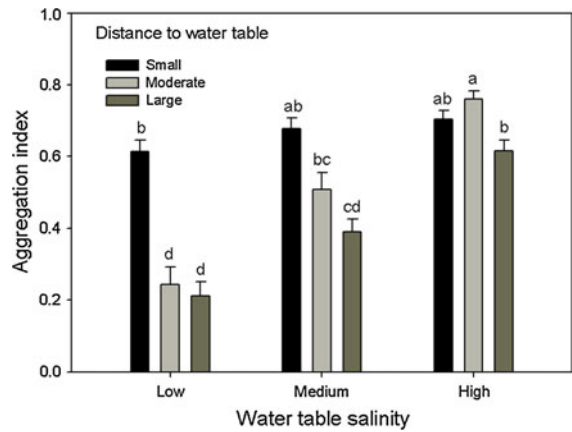 Distance to water table
Small
Moderate
Large
Aggregation index
1.0
0.8
0.6
0.4
0.2
0.0
b
d
d
ab
bc
cd
ab
a
b
Low
Medium
High
Water table salinity